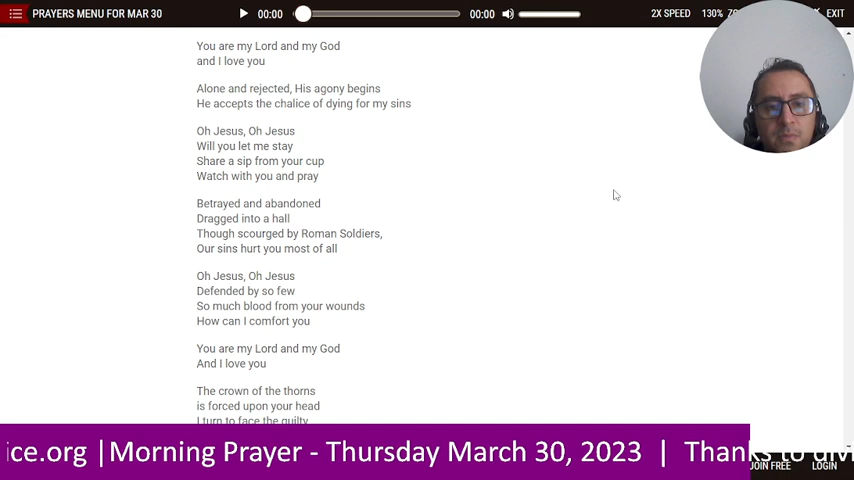 PRAYERS MENU FOR MAR 30
00:00
00:00
2X SPEED
130%
EXIT
You are my Lord and my God
and I love you
Alone and rejected, His agony begins
He accepts the chalice of dying for my sins
Oh Jesus, Oh Jesus
Will you let me stay
Share a sip from your cup
Watch with you and pray
Betrayed and abandoned
Dragged into a hall
Though scourged by Roman Soldiers,
Our sins hurt you most of all
Oh Jesus, Oh Jesus
Defended by so few
So much blood from your wounds
How can I comfort you
You are my Lord and my God
And I love you
The crown of the thorns
is forced upon your head
I turn to face the guilty
ice.org | Morning Prayer - Thursday March 30, 2023 | Thanks to div
JOIN FREE
LOGIN